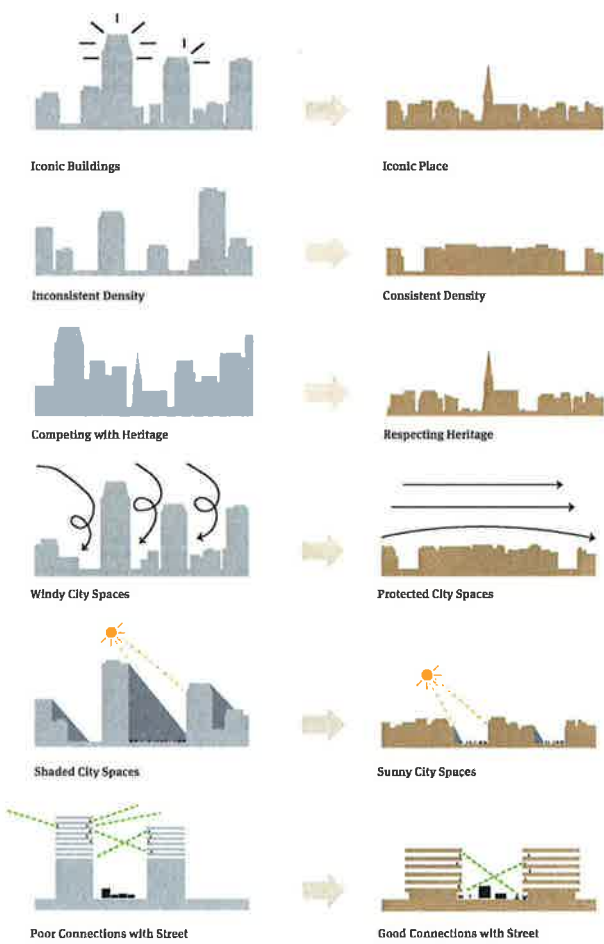 Iconic Buildings
Iconic Place
Inconsistent Density
Consistent Density
Competing with Heritage
Respecting Heritage
Windy City Spaces
Protected City Spaces
Shaded City Spaces
Sunny City Spaces
Poor Connections with Street
Good Connections with Street